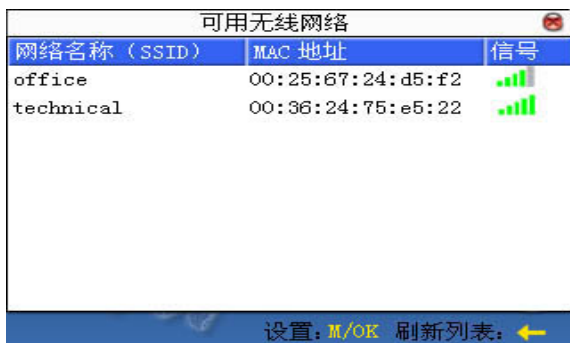 可用无线网络
网络名称（SSID） MAC 地址 信号
office 00:25:67:24:d5:f2
technical 00:36:24:75:e5:22
设置:M/OK 刷新列表:←